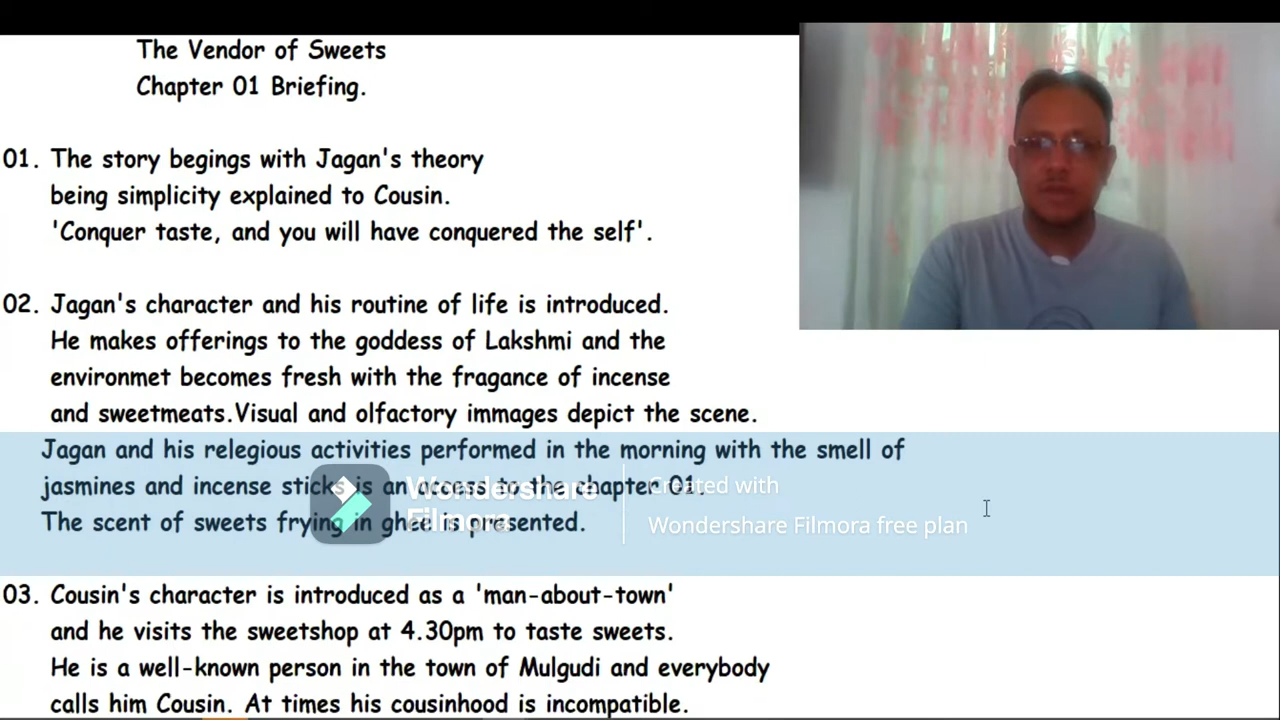 The Vendor of Sweets
Chapter 01 Briefing.
01. The story begings with Jagan's theory
being simplicity explained to Cousin.
'Conquer taste, and you will have conquered the self'.
02. Jagan's character and his routine of life is introduced.
He makes offerings to the goddess of Lakshmi and the
environmet becomes fresh with the fragance of incense
and sweetmeats.Visual and olfactory immages depict the scene.
Jagan and his relegious activities performed in the morning with the smell of
jasmines and incense sticks is an access to the chapter 01.
The scent of sweets frying in ghee is presented.
Wondershare
Filmora
Created with
Wondershare Filmora free plan
03. Cousin's character is introduced as a 'man-about-town'
and he visits the sweetshop at 4.30pm to taste sweets.
He is a well-known person in the town of Mulgudi and everybody
calls him Cousin. At times his cousinhood is incompatible.